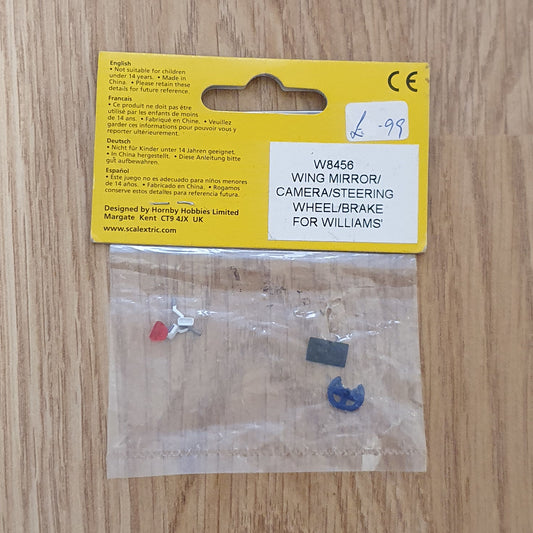 English
• Not suitable for children
under 14 years. • Made in
China. • Please retain these
details for future reference.
Français
• Ce produit ne doit pas être
utilisé par les enfants de moins
de 14 ans. • Fabriqué en Chine. • Veuillez
garder ces informations pour pouvoir vous y
reporter ultérieurement.
Deutsch
• Nicht für Kinder unter 14 Jahren geeignet.
• In China hergestellt. • Diese Anleitung bitte
gut aufbewahren.
Español
• Este juego no es adecuado para niños menores
de 14 años. • Fabricado en China. • Rogamos
conserve estos detalles para referencia futura.
Designed by Hornby Hobbies Limited
Margate Kent CT9 4JX UK
www.scalextric.com
CE
£ -99
W8456
WING MIRROR/
CAMERA/STEERING
WHEEL/BRAKE
FOR WILLIAMS'